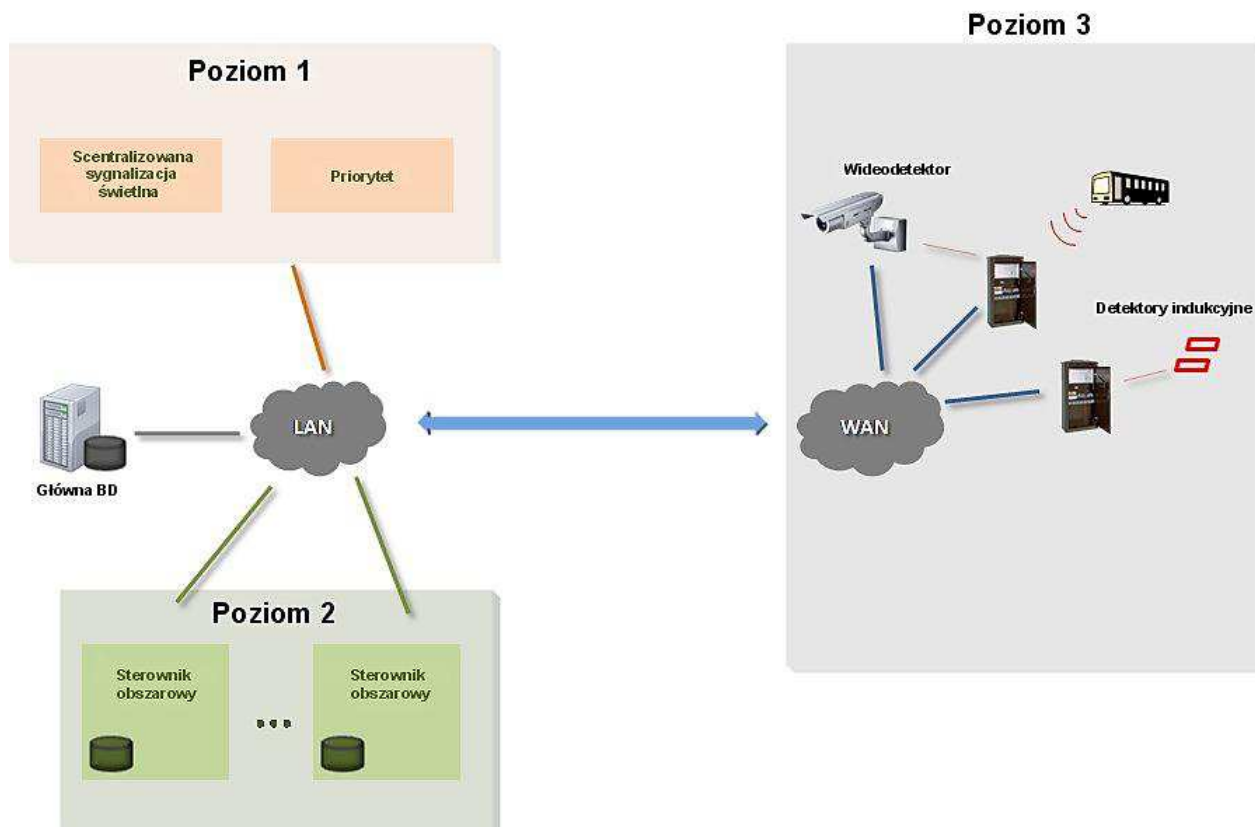 Poziom 1
Scentralizowana
sygnalizacja
świetlna
Priorytet
LAN
Główna BD
Poziom 2
Sterownik
obszarowy
...
Sterownik
obszarowy
Poziom 3
Wideodetektor
Detektory indukcyjne
WAN